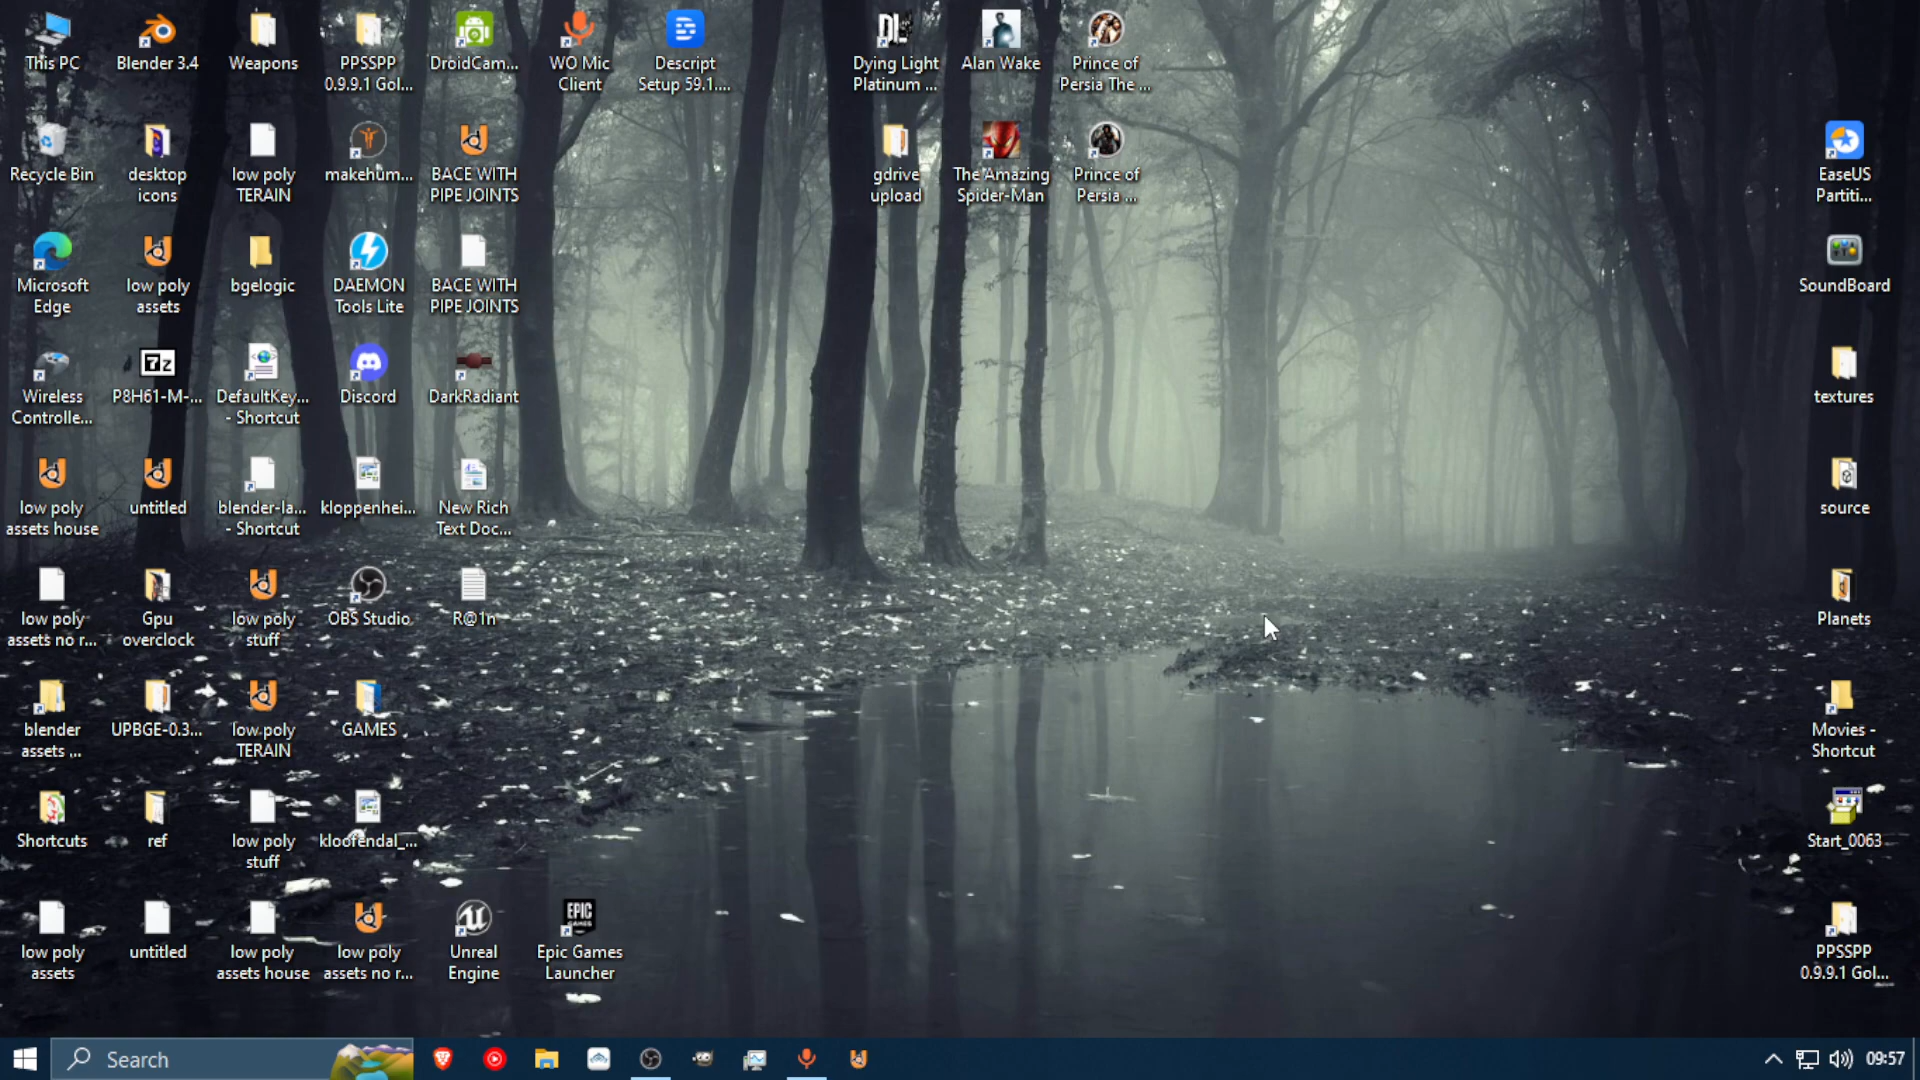 This PC
Blender 3.4
Weapons
PPSSPP
0.9.9.1 Gol...
DroidCam...
WO Mic
Client
Descript
Setup 59.1....
DL
Dying Light
Platinum ...
Alan Wake
Prince of
Persia The ...
Recycle Bin
desktop
icons
low poly
TERAIN
makehum...
BACE WITH
PIPE JOINTS
gdrive
upload
The Amazing
Spider-Man
Prince of
Persia ...
EaseUS
Partiti...
Microsoft
Edge
low poly
assets
bgelogic
DAEMON
Tools Lite
BACE WITH
PIPE JOINTS
SoundBoard
Wireless
Controlle...
7z
P8H61-M-...
DefaultKey...
- Shortcut
Discord
DarkRadiant
textures
low poly
assets house
untitled
blender-la...
- Shortcut
kloppenhei...
New Rich
Text Doc...
source
low poly
assets no r...
Gpu
overclock
low poly
stuff
OBS Studio
R@1n
Planets
blender
assets ...
UPBGE-0.3...
low poly
TERAIN
GAMES
Movies -
Shortcut
Shortcuts
ref
low poly
stuff
kloofendal_...
Start_0063
low poly
assets
untitled
low poly
assets house
low poly
assets no r...
Unreal
Engine
EPIC
GAMES
Epic Games
Launcher
PPSSPP
0.9.9.1 Gol...
Search
09:57